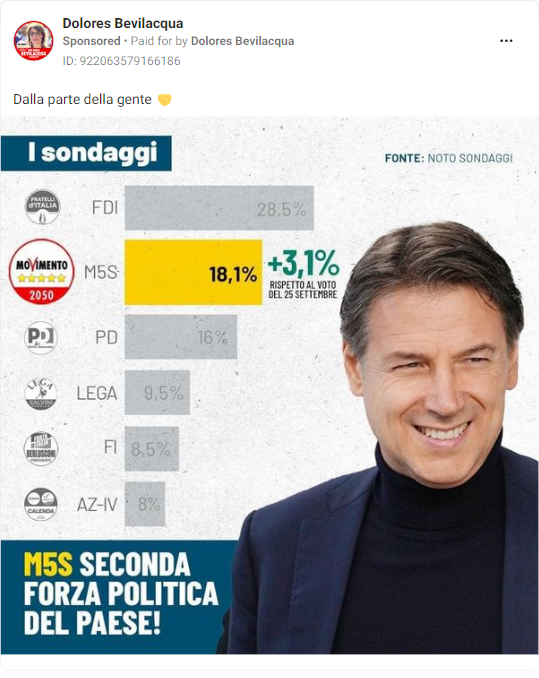 Dolores Bevilacqua
Sponsored • Paid for by Dolores Bevilacqua
ID: 922063579166186
Dalla parte della gente
I sondaggi
FONTE: NOTO SONDAGGI
FRATELLI
d'ITALIA
FDI
28,5%
MOVIMENTO
2050
M5S
18,1%
+3,1%
RISPETTO AL VOTO
DEL 25 SETTEMBRE
PD
PD
16%
LEGA
SALVINI
LEGA
9,5%
BERLUSCONI
FI
8,5%
CALENDA
AZ-IV
8%
M5S SECONDA
FORZA POLITICA
DEL PAESE!